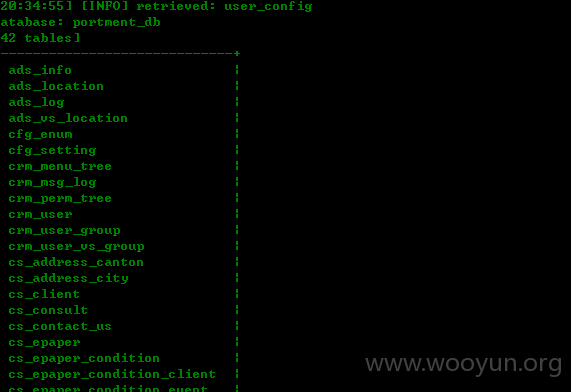 20:34:55] [INFO] retrieved: user_config
atabase: portment_db
42 tables]
-----------------------------+
ads_info ¦
ads_location ¦
ads_log ¦
ads_vs_location ¦
cfg_enum ¦
cfg_setting ¦
crm_menu_tree ¦
crm_msg_log ¦
crm_perm_tree ¦
crm_user ¦
crm_user_group ¦
crm_user_vs_group ¦
cs_address_canton ¦
cs_address_city ¦
cs_client ¦
cs_consult ¦
cs_contact_us ¦
cs_epaper ¦
cs_epaper_condition ¦
cs_epaper_condition_client ¦
cs_epaper_condition_event ¦
www.wooyun.org